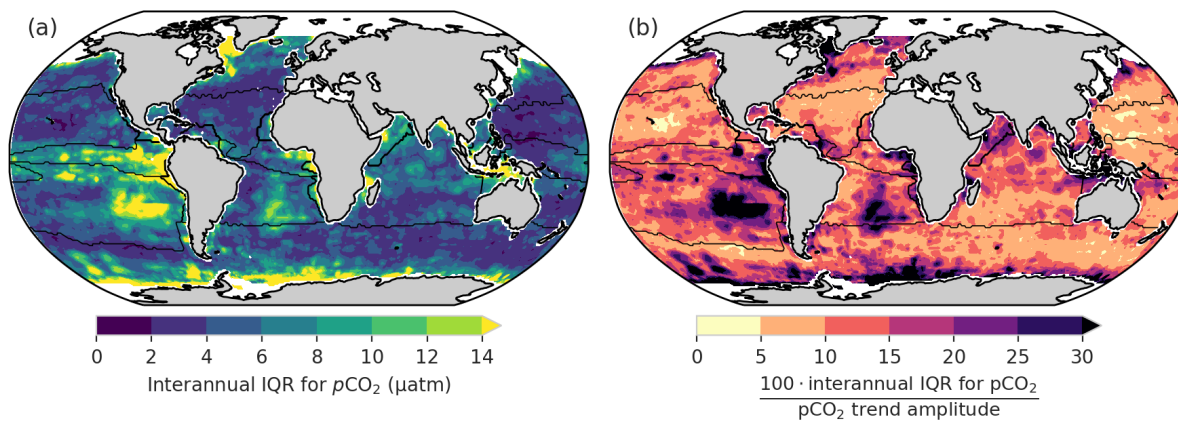 (a)
(b)
0 2 4 6 8 10 12 14
Interannual IQR for pCO₂ (µatm)
0 5 10 15 20 25 30
100 · interannual IQR for pCO₂
pCO₂ trend amplitude